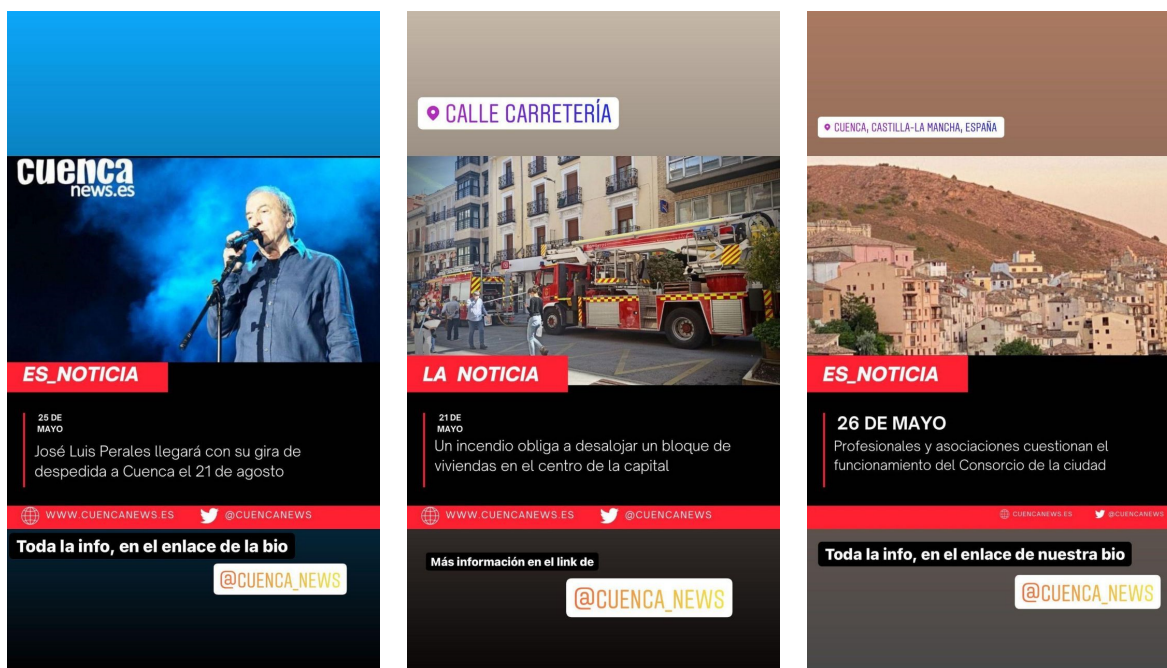 cuenca
news.es
ES_NOTICIA
25 DE
MAYO
José Luis Perales llegará con su gira de
despedida a Cuenca el 21 de agosto
WWW.CUENCANEWS.ES @CUENCANEWS
Toda la info, en el enlace de la bio
@CUENCA_NEWS
CALLE CARRETERÍA
LA NOTICIA
21 DE
MAYO
Un incendio obliga a desalojar un bloque de
viviendas en el centro de la capital
WWW.CUENCANEWS.ES @CUENCANEWS
Más información en el link de
@CUENCA_NEWS
CUENCA, CASTILLA-LA MANCHA, ESPAÑA
ES_NOTICIA
26 DE MAYO
Profesionales y asociaciones cuestionan el
funcionamiento del Consorcio de la ciudad
CUENCANEWS.ES @CUENCANEWS
Toda la info, en el enlace de nuestra bio
@CUENCA_NEWS